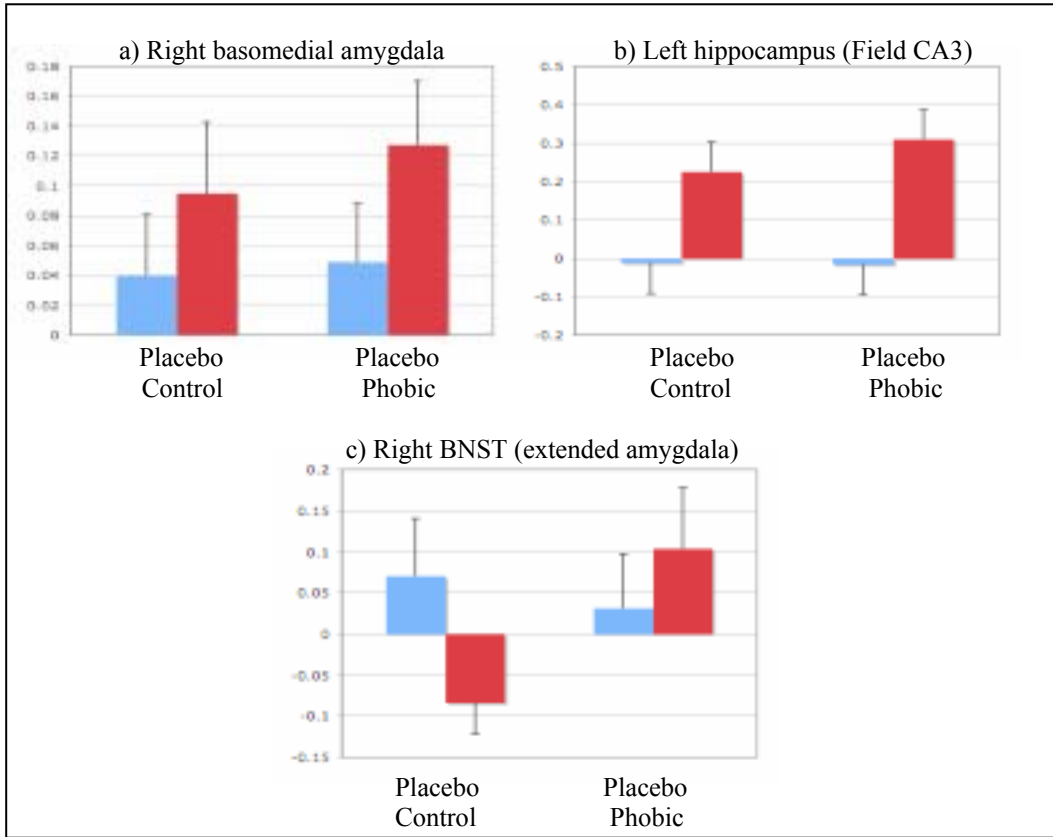 a) Right basomedial amygdala
0.18
0.16
0.14
0.12
0.1
0.08
0.06
0.04
0.02
0
Placebo Control
Placebo Phobic
b) Left hippocampus (Field CA3)
0.5
0.4
0.3
0.2
0.1
0
-0.1
-0.2
Placebo Control
Placebo Phobic
c) Right BNST (extended amygdala)
0.2
0.15
0.1
0.05
0
-0.05
-0.1
-0.15
Placebo Control
Placebo Phobic